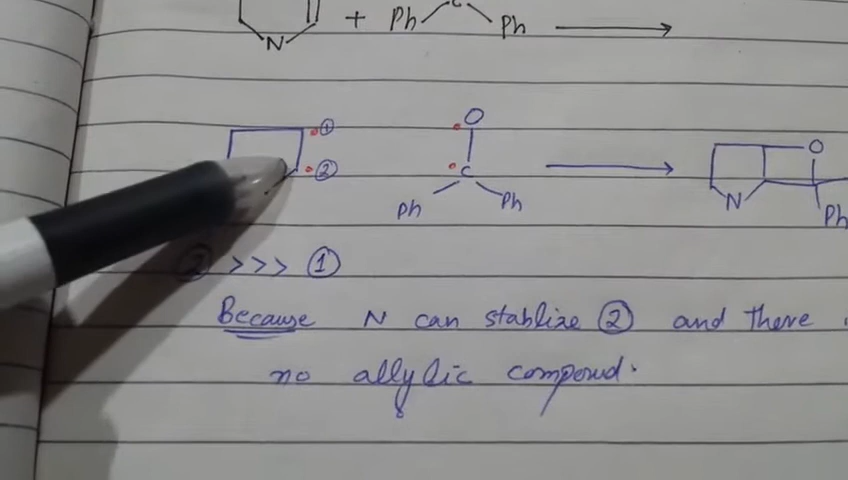 N + Ph C Ph
① O
② C
Ph Ph
O
N Ph
② >>> ①
Because N can stablize ② and there
no allylic compound.